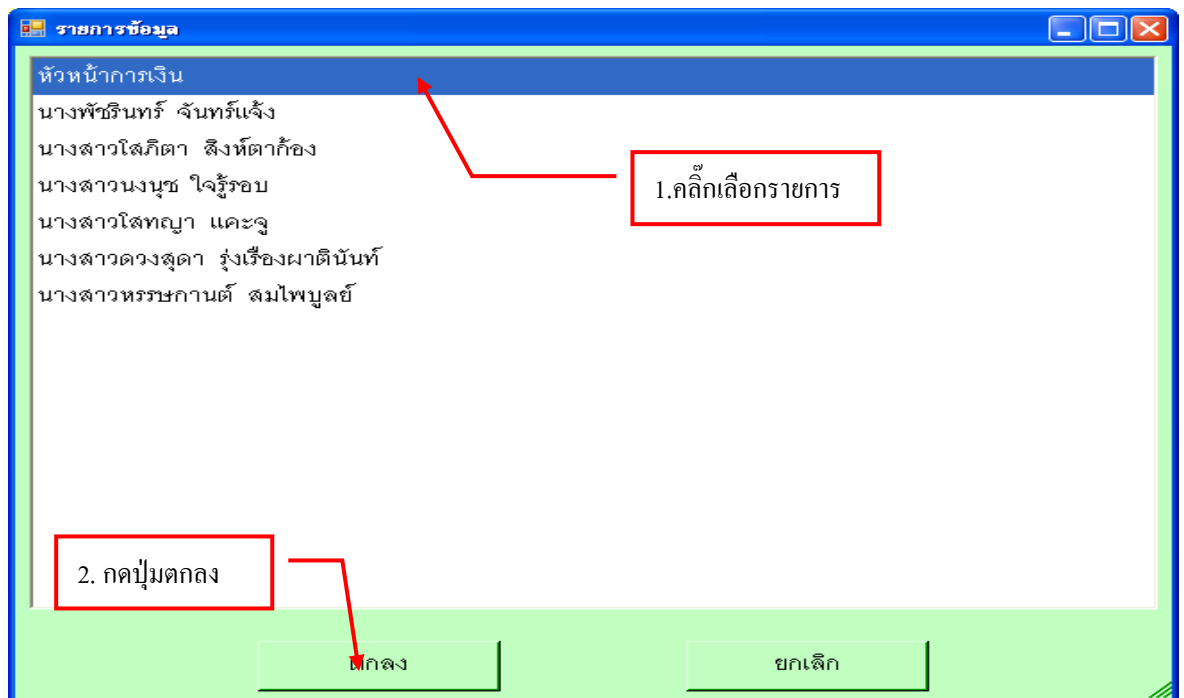 รายการข้อมูล
หัวหน้าการเงิน
นางพัชรินทร์ จันทร์แจ้ง
นางสาวโสภิตา สิงห์ตาก้อง
นางสาวนงนุช ใจรู้รอบ
นางสาวโสทญา แคะจู
นางสาวดวงสุดา รุ่งเรืองผาตินันท์
นางสาวหรรษกานต์ สมไพบูลย์
1.คลิ๊กเลือกรายการ
2. กดปุ่มตกลง
ตกลง
ยกเลิก